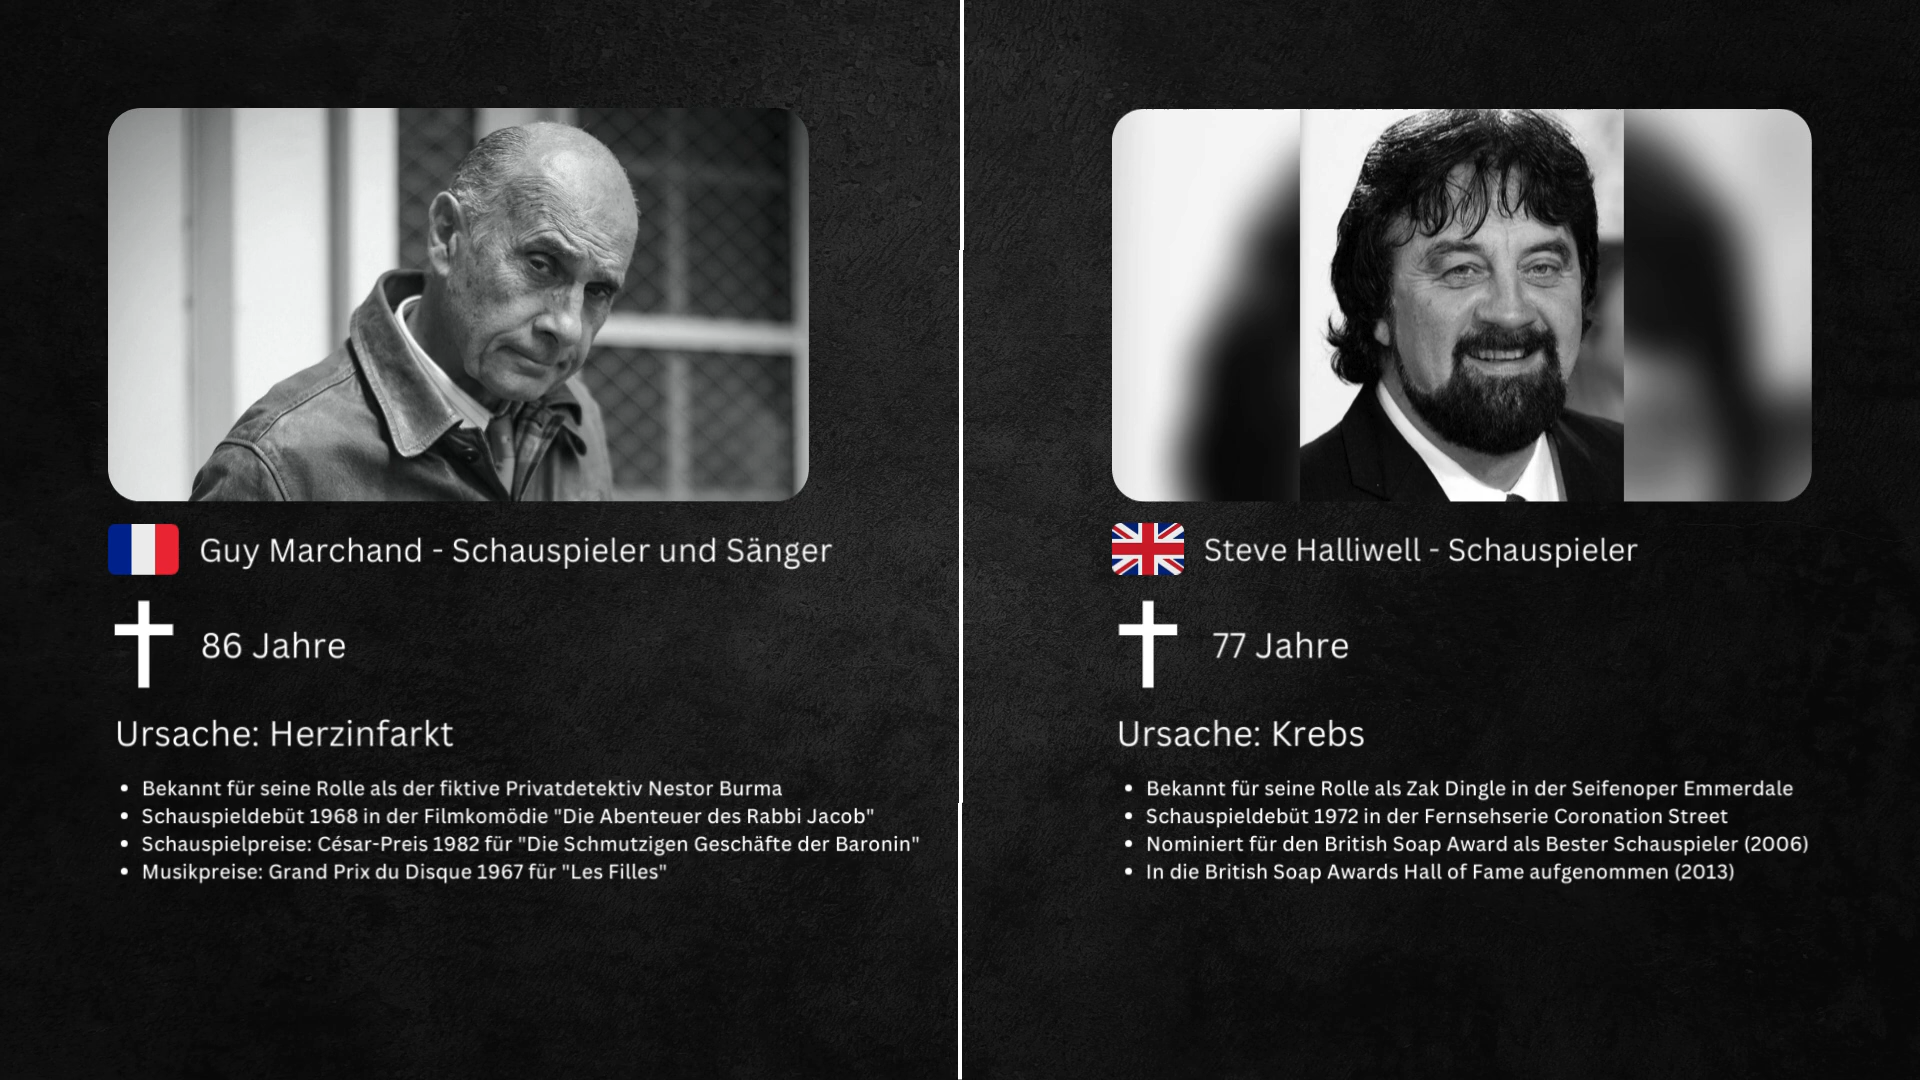 Guy Marchand - Schauspieler und Sänger
86 Jahre
Ursache: Herzinfarkt
• Bekannt für seine Rolle als der fiktive Privatdetektiv Nestor Burma
• Schauspieldebüt 1968 in der Filmkomödie "Die Abenteuer des Rabbi Jacob"
• Schauspielpreise: César-Preis 1982 für "Die Schmutzigen Geschäfte der Baronin"
• Musikpreise: Grand Prix du Disque 1967 für "Les Filles"
Steve Halliwell - Schauspieler
77 Jahre
Ursache: Krebs
• Bekannt für seine Rolle als Zak Dingle in der Seifenoper Emmerdale
• Schauspieldebüt 1972 in der Fernsehserie Coronation Street
• Nominiert für den British Soap Award als Bester Schauspieler (2006)
• In die British Soap Awards Hall of Fame aufgenommen (2013)